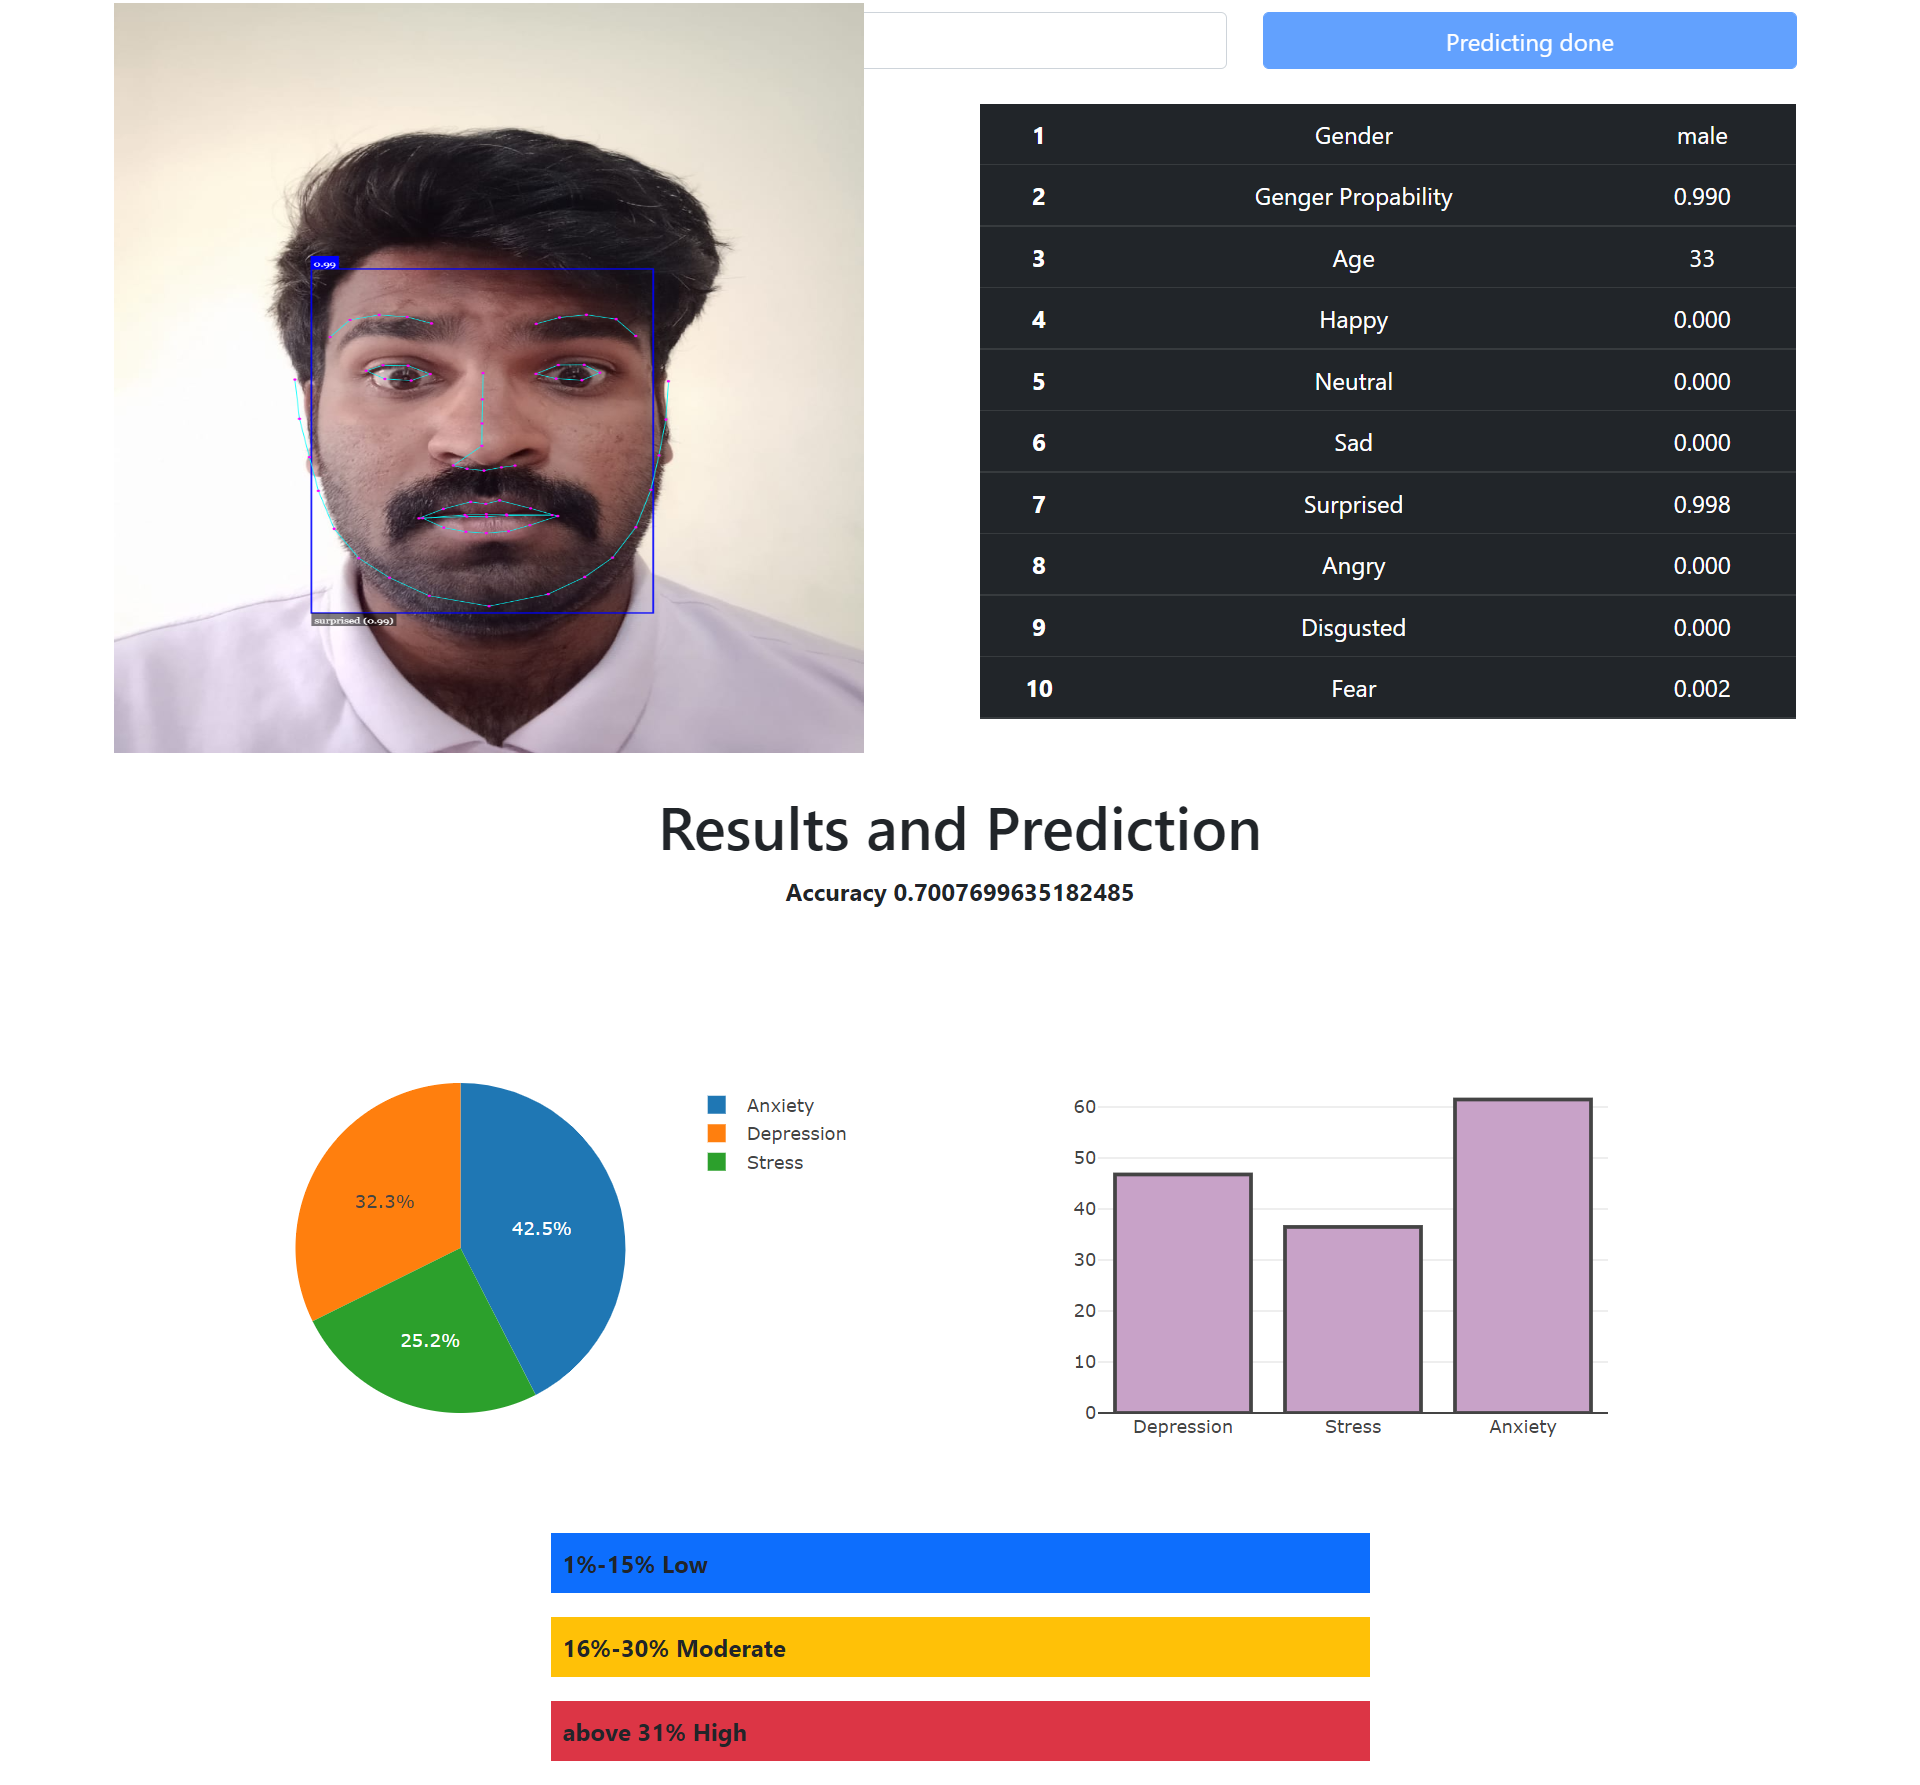 Predicting done
0.99
surprised (0.99)
1 Gender male
2 Genger Propability 0.990
3 Age 33
4 Happy 0.000
5 Neutral 0.000
6 Sad 0.000
7 Surprised 0.998
8 Angry 0.000
9 Disgusted 0.000
10 Fear 0.002
Results and Prediction
Accuracy 0.7007699635182485
32.3%
42.5%
25.2%
Anxiety
Depression
Stress
60
50
40
30
20
10
0
Depression Stress Anxiety
1%-15% Low
16%-30% Moderate
above 31% High